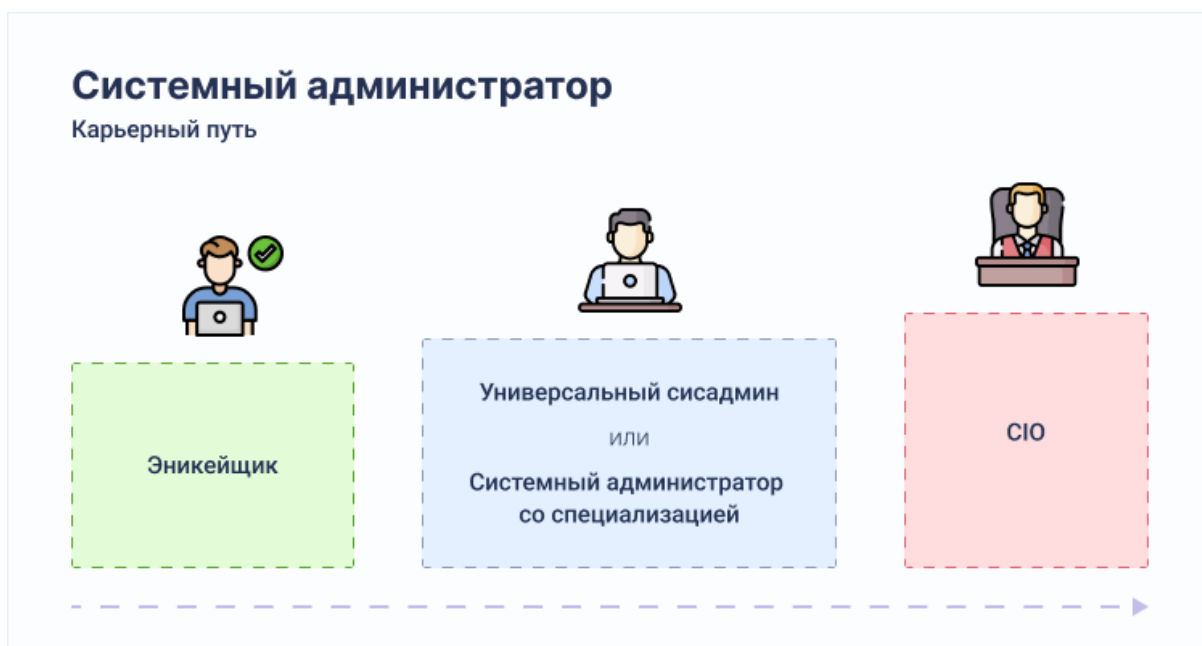 Системный администратор
Карьерный путь
Эникейщик
Универсальный сисадмин
или
Системный администратор
со специализацией
CIO